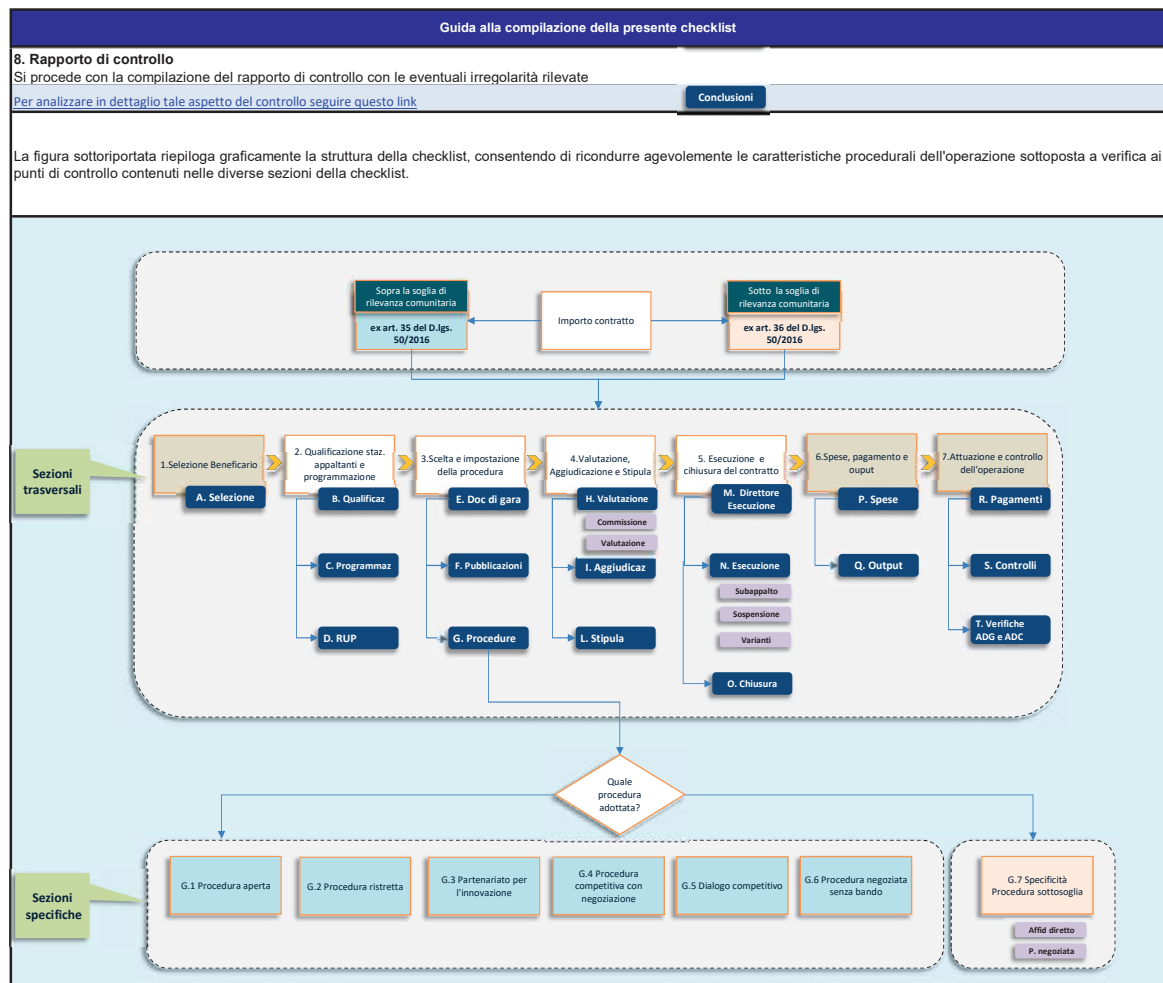 Guida alla compilazione della presente checklist
8. Rapporto di controllo
Si procede con la compilazione del rapporto di controllo con le eventuali irregolarità rilevate
Per analizzare in dettaglio tale aspetto del controllo seguire questo link
Conclusioni
La figura sottoriportata riepiloga graficamente la struttura della checklist, consentendo di ricondurre agevolemente le caratteristiche procedurali dell'operazione sottoposta a verifica ai
punti di controllo contenuti nelle diverse sezioni della checklist.
Sopra la soglia di
rilevanza comunitaria
ex art. 35 del D.lgs.
50/2016
Importo contratto
Sotto la soglia di
rilevanza comunitaria
ex art. 36 del D.lgs.
50/2016
Sezioni
trasversali
1.Selezione Beneficario
A. Selezione
2. Qualificazione staz.
appaltanti e
programmazione
B. Qualificaz
C. Programmaz
D. RUP
3.Scelta e impostazione
della procedura
E. Doc di gara
F. Pubblicazioni
G. Procedure
4.Valutazione,
Aggiudicazione e Stipula
H. Valutazione
Commissione
Valutazione
I. Aggiudicaz
L. Stipula
5. Esecuzione e
cihiusura del contratto
M. Direttore
Esecuzione
N. Esecuzione
Subappalto
Sospensione
Varianti
O. Chiusura
6.Spese, pagamento e
ouput
P. Spese
Q. Output
7.Attuazione e controllo
dell'operazione
R. Pagamenti
S. Controlli
T. Verifiche
ADG e ADC
Quale
procedura
adottata?
Sezioni
specifiche
G.1 Procedura aperta
G.2 Procedura ristretta
G.3 Partenariato per
l'innovazione
G.4 Procedura
competitiva con
negoziazione
G.5 Dialogo competitivo
G.6 Procedura negoziata
senza bando
G.7 Specificità
Procedura sottosoglia
Affid diretto
P. negoziata